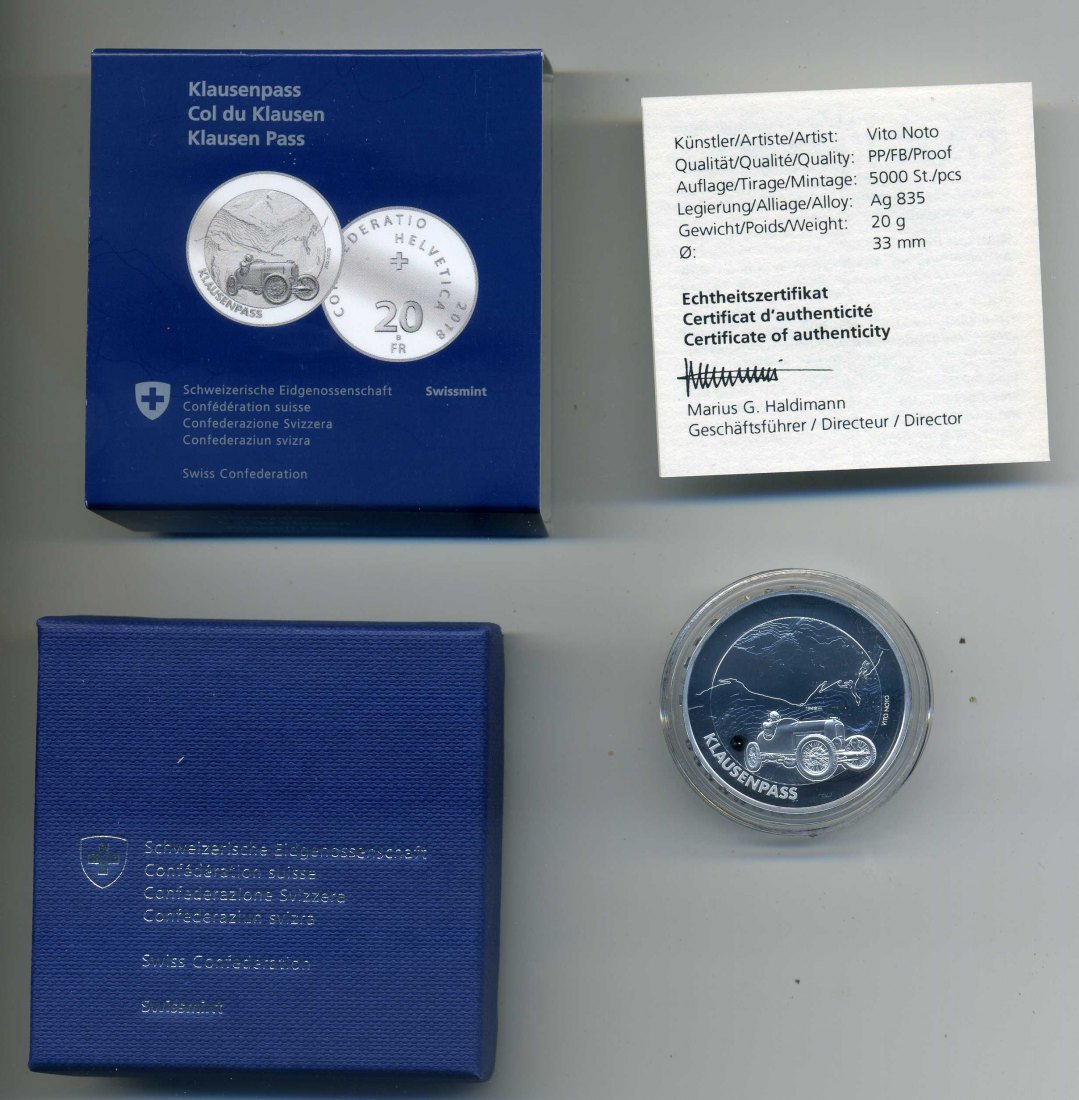 Klausenpass
Col du Klausen
Klausen Pass
KLAUSENPASS
CONFOEDERATIO
HELVETICA 2018
20
B
FR
Schweizerische Eidgenossenschaft
Confédération suisse
Confederazione Svizzera
Confederaziun svizra
Swissmint
Swiss Confederation
Künstler/Artiste/Artist: Vito Noto
Qualität/Qualité/Quality: PP/FB/Proof
Auflage/Tirage/Mintage: 5000 St./pcs
Legierung/Alliage/Alloy: Ag 835
Gewicht/Poids/Weight: 20 g
Ø: 33 mm
Echtheitszertifikat
Certificat d'authenticité
Certificate of authenticity
Marius G. Haldimann
Geschäftsführer / Directeur / Director
Schweizerische Eidgenossenschaft
Confédération suisse
Confederazione Svizzera
Confederaziun svizra
Swiss Confederation
Swissmint
VITO NOTO
KLAUSENPASS